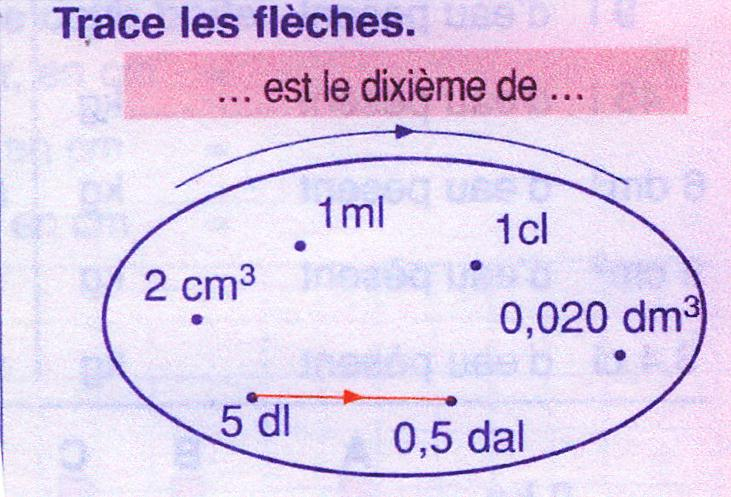 Trace les flèches.
... est le dixième de ...
1 ml
1 cl
2 cm³
0,020 dm³
5 dl
0,5 dal